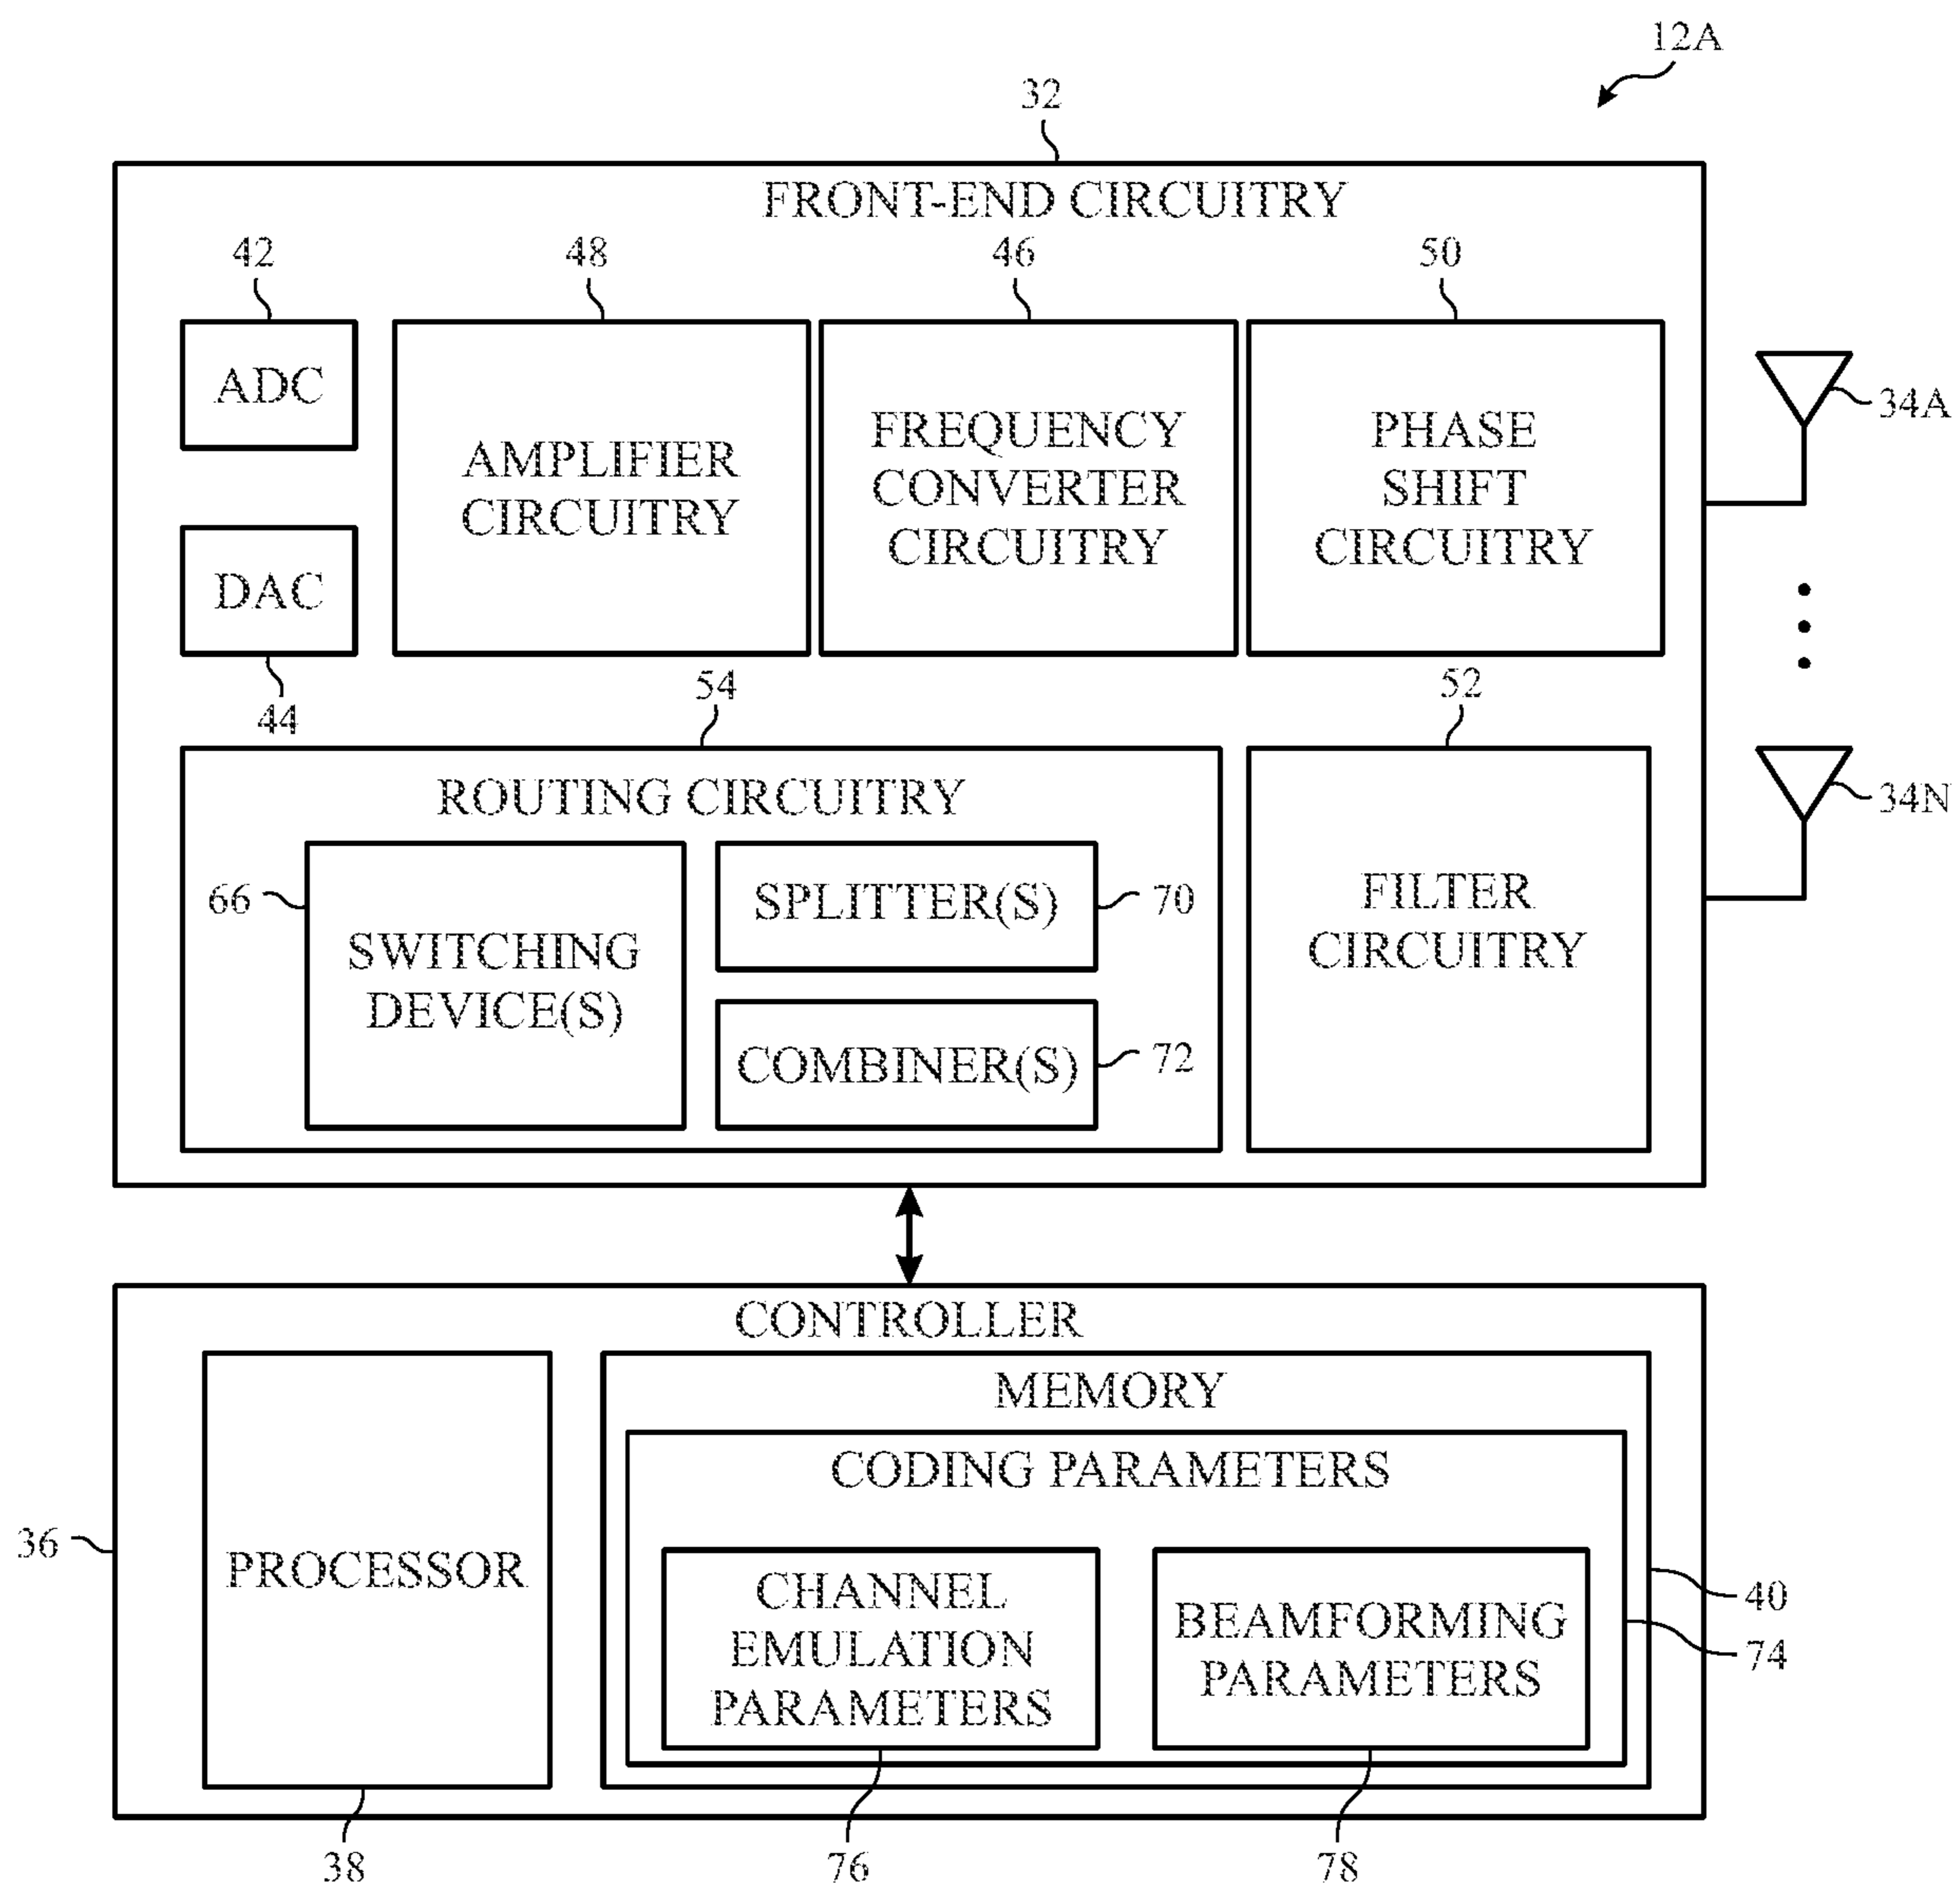 12A
32
FRONT-END CIRCUITRY
42
48
46
50
ADC
AMPLIFIER
CIRCUITRY
FREQUENCY
CONVERTER
CIRCUITRY
PHASE
SHIFT
CIRCUITRY
34A
DAC
44
54
52
ROUTING CIRCUITRY
34N
66
SWITCHING
DEVICE(S)
SPLITTER(S)
70
COMBINER(S)
72
FILTER
CIRCUITRY
CONTROLLER
MEMORY
CODING PARAMETERS
36
PROCESSOR
CHANNEL
EMULATION
PARAMETERS
BEAMFORMING
PARAMETERS
40
74
38
76
78